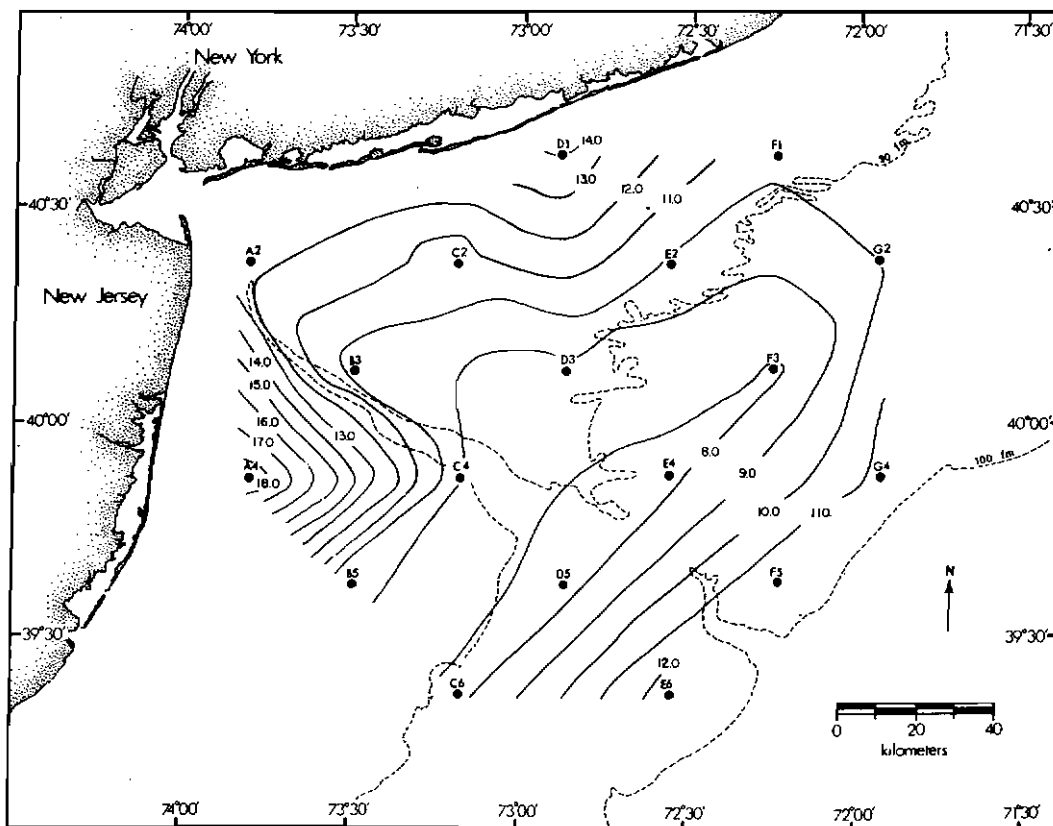 74°00' 73°30' 73°00' 72°30' 72°00' 71°30'
New York
30 fm.
D1 14.0 F1
13.0
12.0
11.0
40°30' 40°30'
A2 C2 E2 G2
New Jersey
B3 D3 F3
14.0
15.0
16.0
17.0 13.0
18.0
40°00' 40°00'
8.0
9.0
10.0
11.0
A4 C4 E4 G4
100 fm.
B5 D5 F5
N
39°30' 39°30'
12.0
C6 E6
0 20 40
kilometers
74°00' 73°30' 73°00' 72°30' 72°00' 71°30'